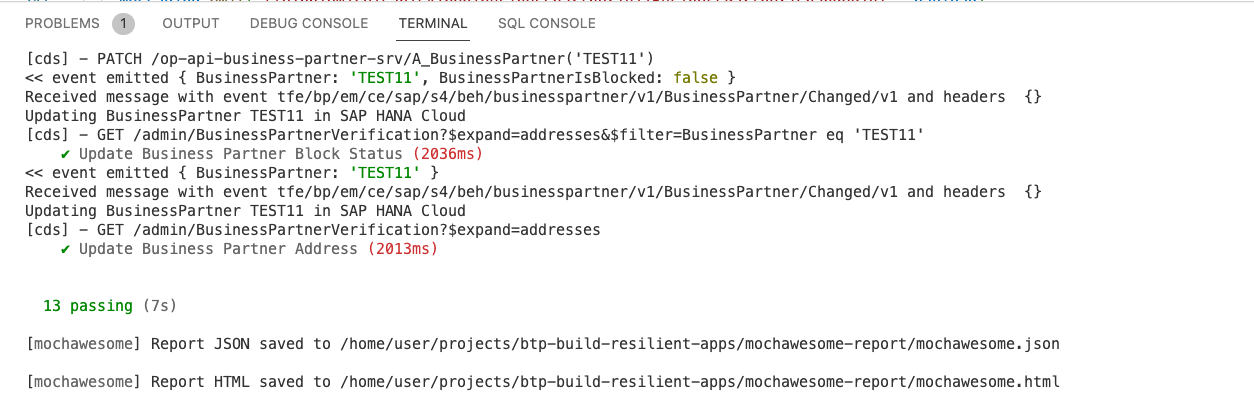 PROBLEMS 1 OUTPUT DEBUG CONSOLE TERMINAL SQL CONSOLE
[cds] - PATCH /op-api-business-partner-srv/A_BusinessPartner('TEST11')
<< event emitted { BusinessPartner: 'TEST11', BusinessPartnerIsBlocked: false }
Received message with event tfe/bp/em/ce/sap/s4/beh/businesspartner/v1/BusinessPartner/Changed/v1 and headers  {}
Updating BusinessPartner TEST11 in SAP HANA Cloud
[cds] - GET /admin/BusinessPartnerVerification?$expand=addresses&$filter=BusinessPartner eq 'TEST11'
✔ Update Business Partner Block Status (2036ms)
<< event emitted { BusinessPartner: 'TEST11' }
Received message with event tfe/bp/em/ce/sap/s4/beh/businesspartner/v1/BusinessPartner/Changed/v1 and headers  {}
Updating BusinessPartner TEST11 in SAP HANA Cloud
[cds] - GET /admin/BusinessPartnerVerification?$expand=addresses
✔ Update Business Partner Address (2013ms)
13 passing (7s)
[mochawesome] Report JSON saved to /home/user/projects/btp-build-resilient-apps/mochawesome-report/mochawesome.json
[mochawesome] Report HTML saved to /home/user/projects/btp-build-resilient-apps/mochawesome-report/mochawesome.html